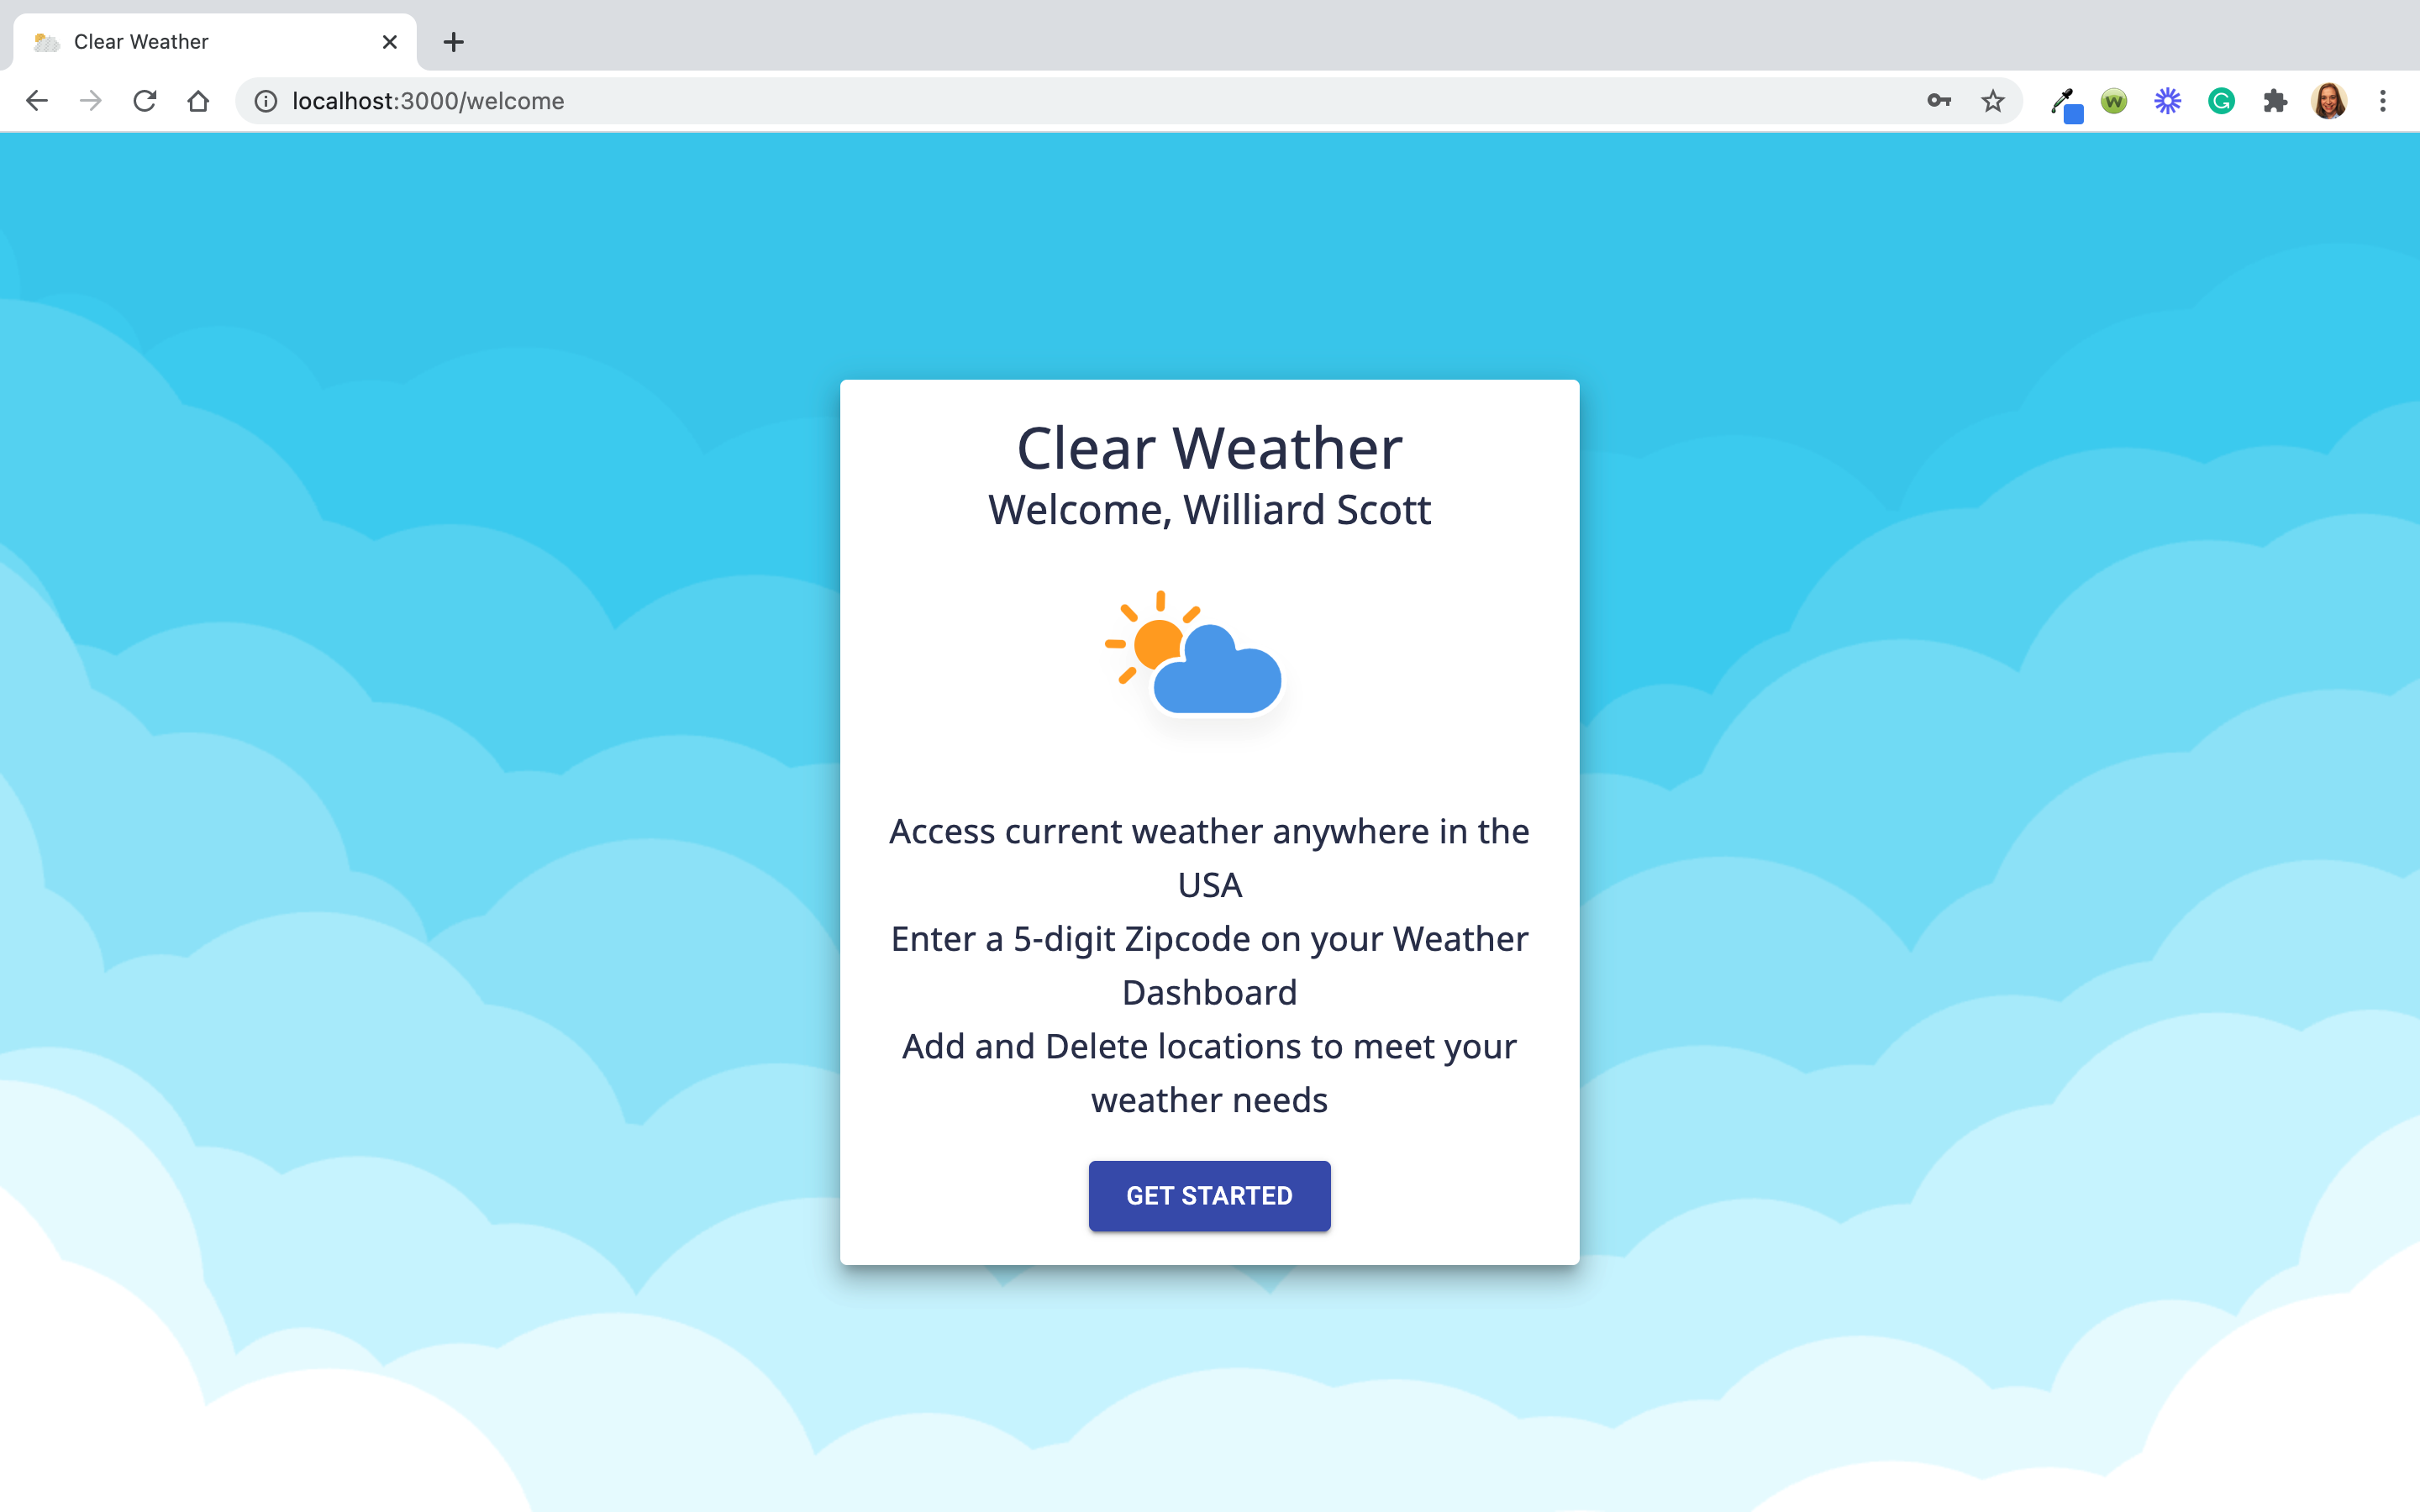 Clear Weather
localhost:3000/welcome
W
G
Clear Weather
Welcome, Williard Scott
Access current weather anywhere in the
USA
Enter a 5-digit Zipcode on your Weather
Dashboard
Add and Delete locations to meet your
weather needs
GET STARTED